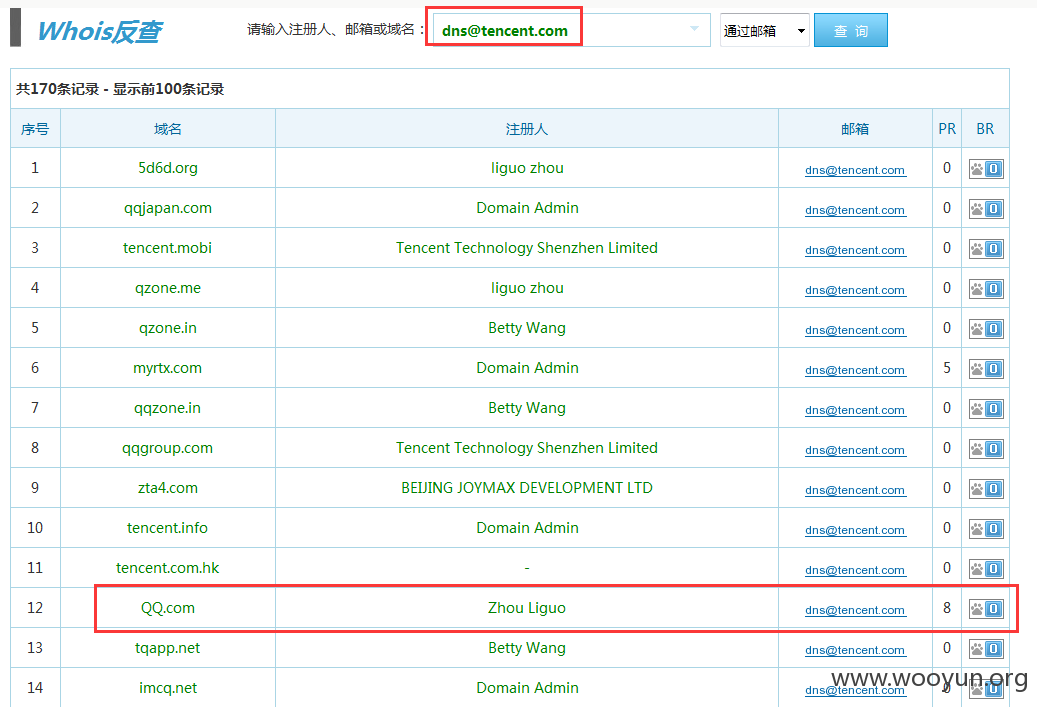 Whois反查 请输入注册人、邮箱或域名： dns@tencent.com 通过邮箱 查 询
共170条记录 - 显示前100条记录
序号 域名 注册人 邮箱 PR BR
1 5d6d.org liguo zhou dns@tencent.com 0 0
2 qqjapan.com Domain Admin dns@tencent.com 0 0
3 tencent.mobi Tencent Technology Shenzhen Limited dns@tencent.com 0 0
4 qzone.me liguo zhou dns@tencent.com 0 0
5 qzone.in Betty Wang dns@tencent.com 0 0
6 myrtx.com Domain Admin dns@tencent.com 5 0
7 qqzone.in Betty Wang dns@tencent.com 0 0
8 qqgroup.com Tencent Technology Shenzhen Limited dns@tencent.com 0 0
9 zta4.com BEIJING JOYMAX DEVELOPMENT LTD dns@tencent.com 0 0
10 tencent.info Domain Admin dns@tencent.com 0 0
11 tencent.com.hk - dns@tencent.com 0 0
12 QQ.com Zhou Liguo dns@tencent.com 8 0
13 tqapp.net Betty Wang dns@tencent.com 0 0
14 imcq.net Domain Admin dns@tencent.com 0 0
www.wooyun.org